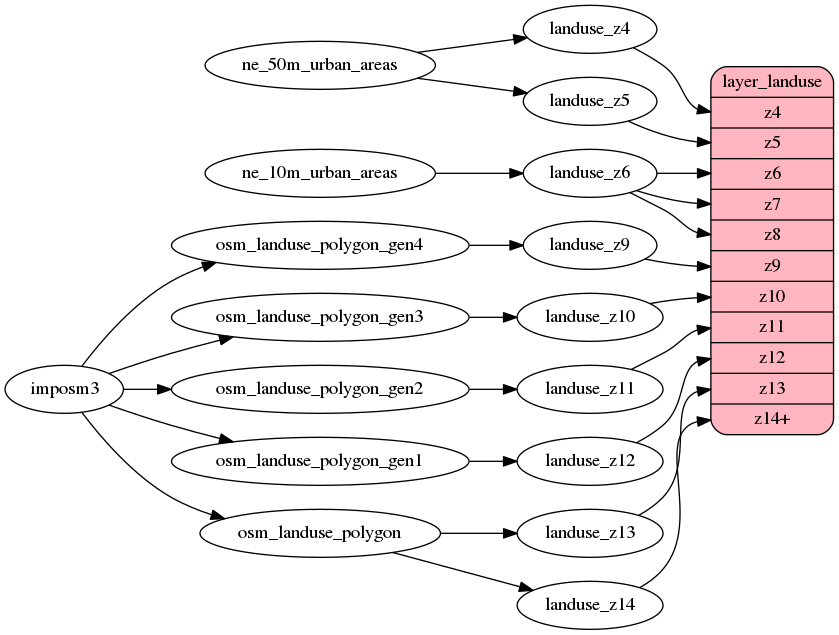 landuse_z4
ne_50m_urban_areas
layer_landuse
landuse_z5
z4
z5
ne_10m_urban_areas
landuse_z6
z6
z7
z8
osm_landuse_polygon_gen4
landuse_z9
z9
z10
osm_landuse_polygon_gen3
landuse_z10
z11
z12
imposm3
osm_landuse_polygon_gen2
landuse_z11
z13
z14+
osm_landuse_polygon_gen1
landuse_z12
osm_landuse_polygon
landuse_z13
landuse_z14